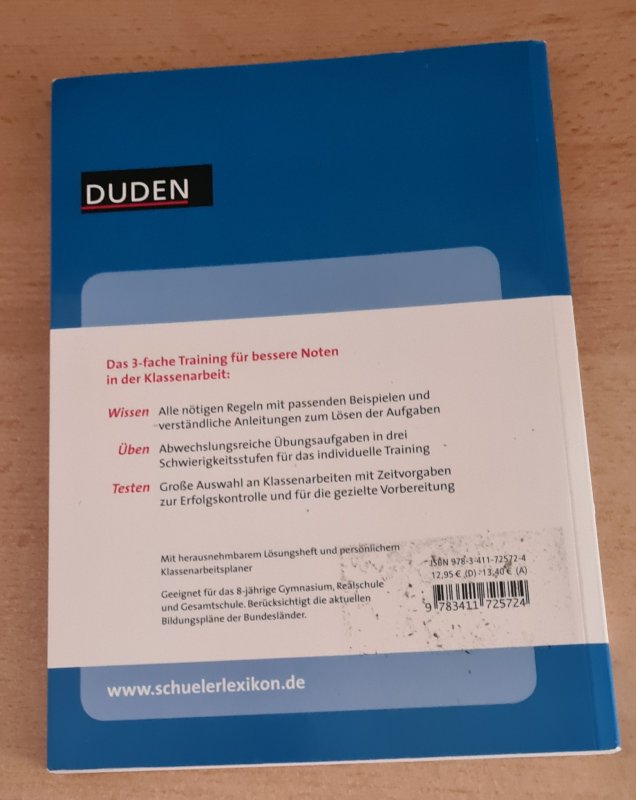 DUDEN
Das 3-fache Training für bessere Noten
in der Klassenarbeit:
Wissen Alle nötigen Regeln mit passenden Beispielen und
verständliche Anleitungen zum Lösen der Aufgaben
Üben Abwechslungsreiche Übungsaufgaben in drei
Schwierigkeitsstufen für das individuelle Training
Testen Große Auswahl an Klassenarbeiten mit Zeitvorgaben
zur Erfolgskontrolle und für die gezielte Vorbereitung
Mit herausnehmbarem Lösungsheft und persönlichem
Klassenarbeitsplaner
Geeignet für das 8-jährige Gymnasium, Realschule
und Gesamtschule. Berücksichtigt die aktuellen
Bildungspläne der Bundesländer.
ISBN 978-3-411-72572-4
12,95 € (D) · 13,40 € (A)
9 783411 725724
www.schuelerlexikon.de